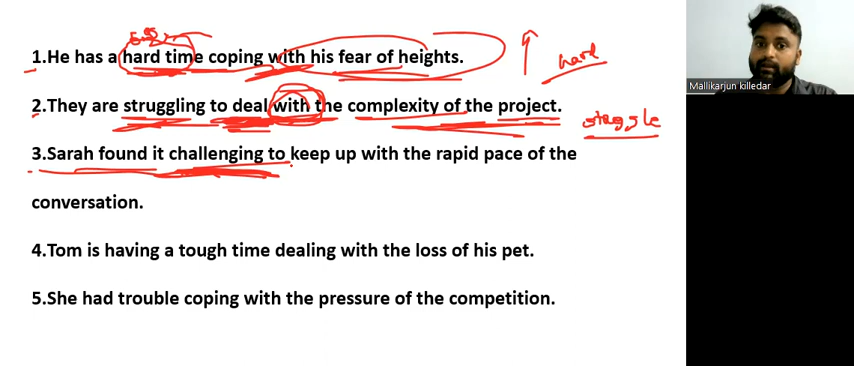 1.He has a hard time coping with his fear of heights.
hard
2.They are struggling to deal with the complexity of the project.
struggle
3.Sarah found it challenging to keep up with the rapid pace of the
conversation.
4.Tom is having a tough time dealing with the loss of his pet.
5.She had trouble coping with the pressure of the competition.
Mallikarjun killedar